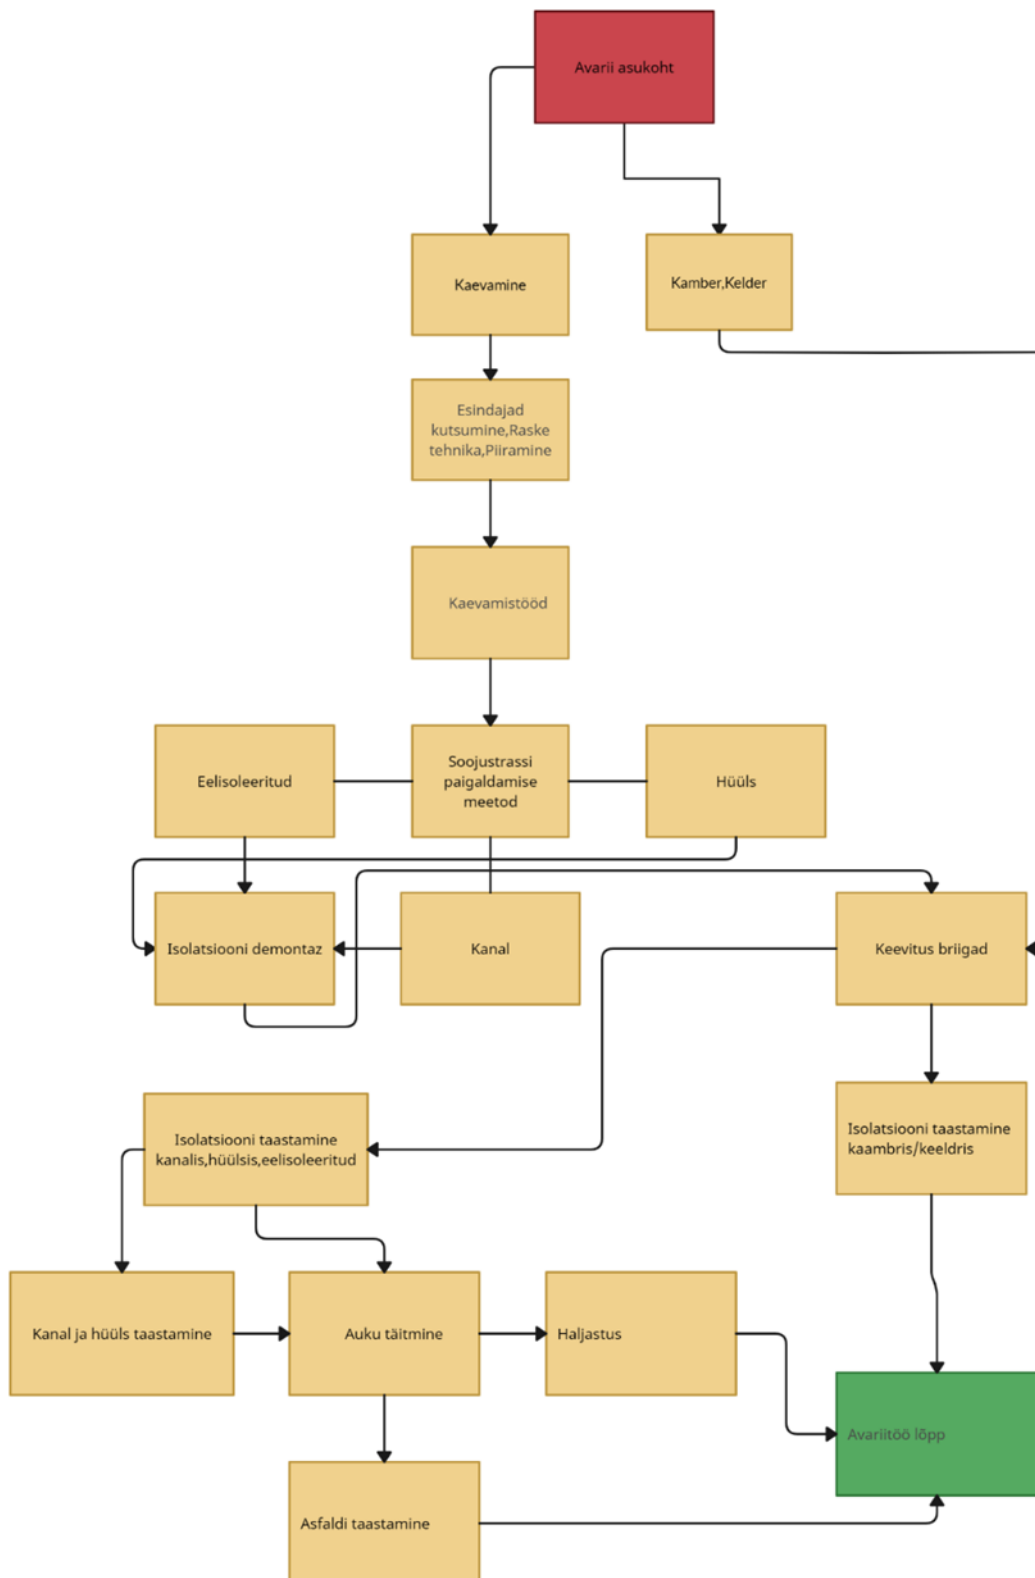 Avarii asukoht
Kaevamine
Kamber,Kelder
Esindajad
kutsumine,Raske
tehnika,Piiramine
Kaevamistööd
Eelisoleeritud
Soojustrassi
paigaldamise
meetod
Hüüls
Isolatsiooni demontaz
Kanal
Keevitus briigad
Isolatsiooni taastamine
kanalis,hüülsis,eelisoleeritud
Isolatsiooni taastamine
kaambris/keeldris
Kanal ja hüüls taastamine
Auku täitmine
Haljastus
Avariitöö lõpp
Asfaldi taastamine